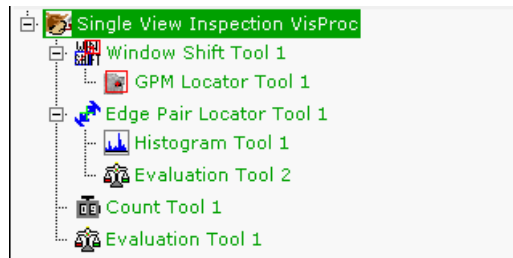 Single View Inspection VisProc
Window Shift Tool 1
GPM Locator Tool 1
Edge Pair Locator Tool 1
Histogram Tool 1
Evaluation Tool 2
Count Tool 1
Evaluation Tool 1